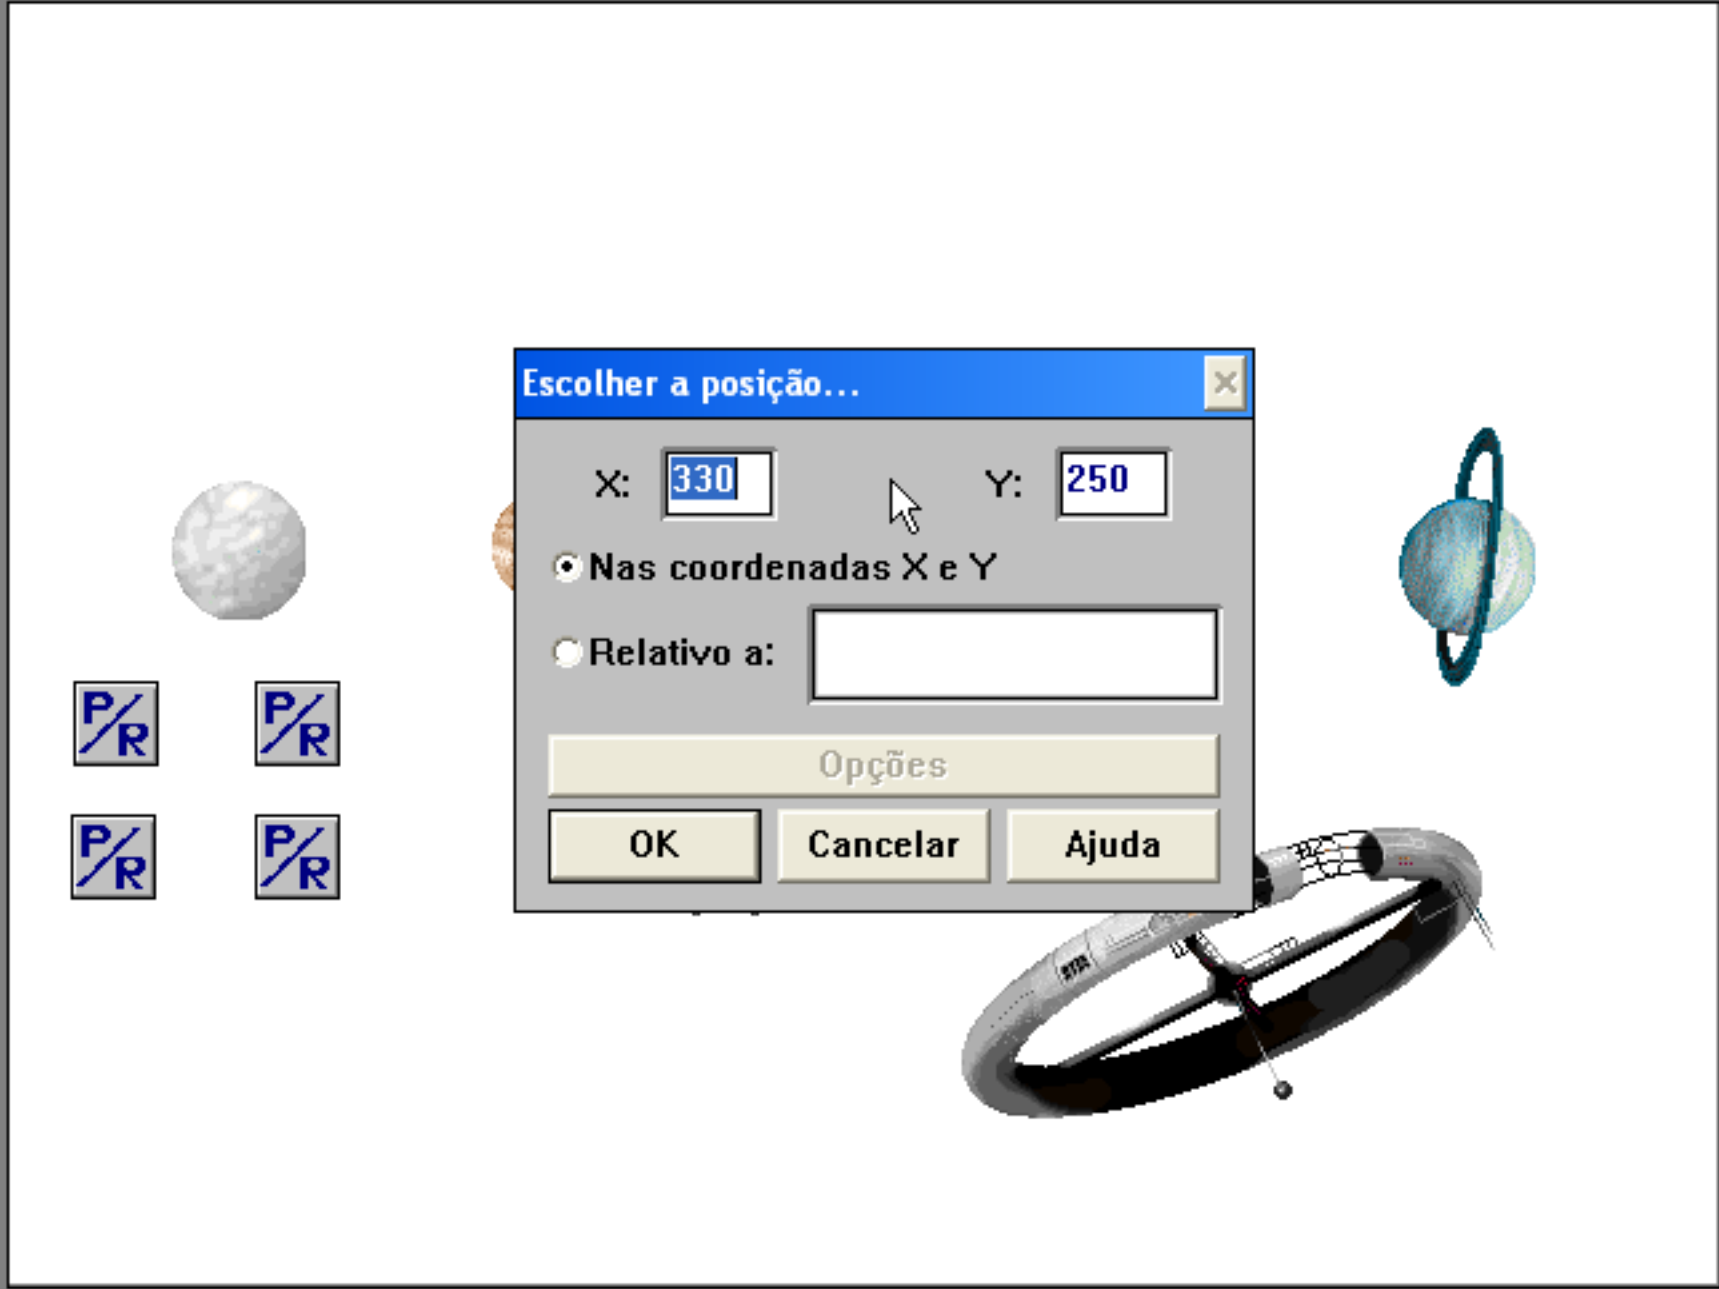 Escolher a posição...
X: 330 Y: 250
Nas coordenadas X e Y
Relativo a:
P/R P/R
Opções
P/R P/R
OK Cancelar Ajuda